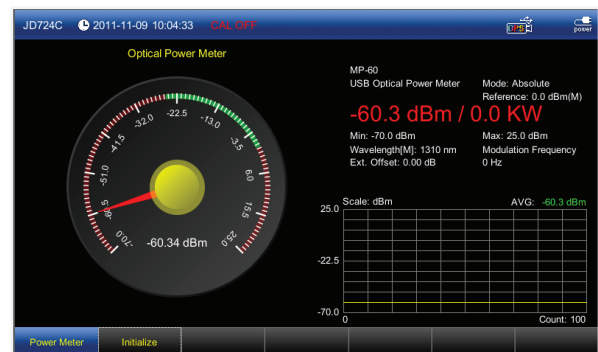 JD724C 2011-11-09 10:04:33 CAL OFF
GPS
power
Optical Power Meter
-70.0
-60.5
-51.0
-41.5
-32.0
-22.5
-13.0
-3.5
6.0
15.5
25.0
-60.34 dBm
MP-60
USB Optical Power Meter
Mode: Absolute
Reference: 0.0 dBm(M)
-60.3 dBm / 0.0 KW
Min: -70.0 dBm
Max: 25.0 dBm
Wavelength[M]: 1310 nm
Modulation Frequency
Ext. Offset: 0.00 dB
0 Hz
Scale: dBm
AVG: -60.3 dBm
25.0
-22.5
-70.0
0
Count: 100
Power Meter
Initialize